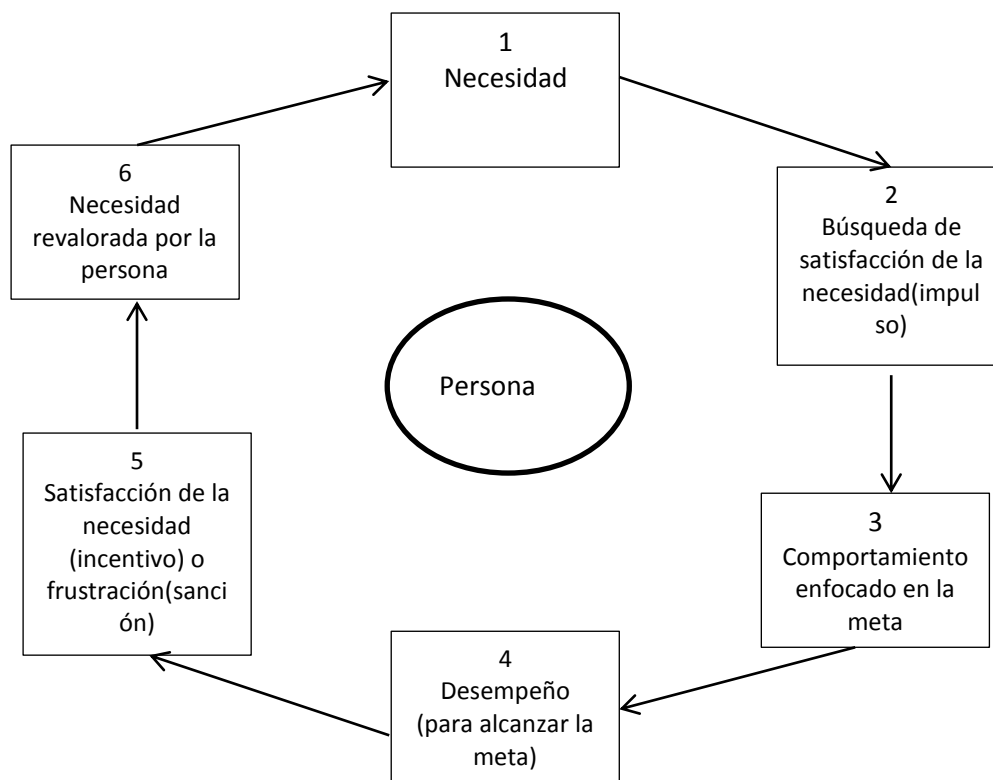 1
Necesidad
2
Búsqueda de
satisfacción de la
necesidad(impul
so)
3
Comportamiento
enfocado en la
meta
4
Desempeño
(para alcanzar la
meta)
5
Satisfacción de la
necesidad
(incentivo) o
frustración(sanci
ón)
6
Necesidad
revalorada por la
persona
Persona